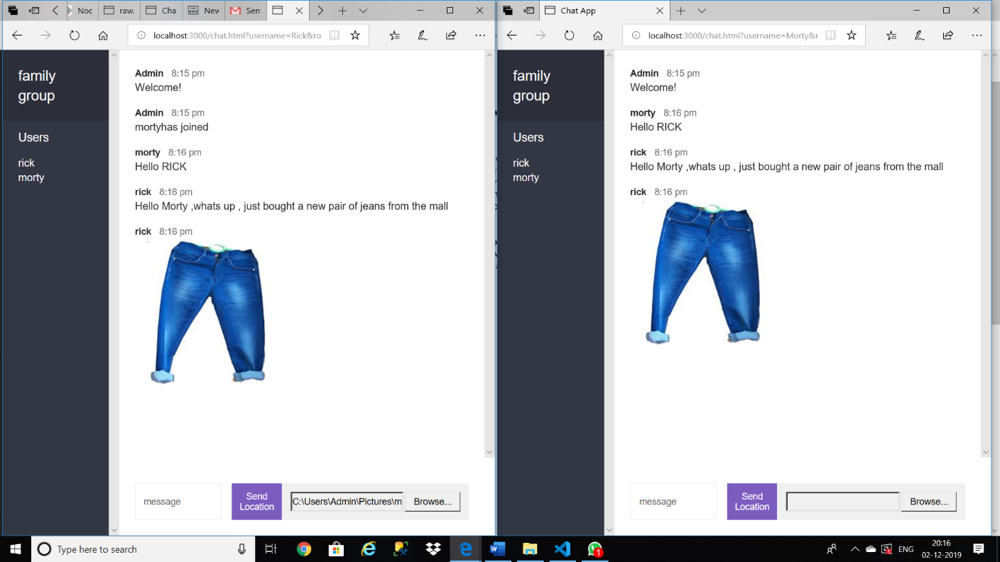 Noc
raw.
Cha
New
Sen
localhost:3000/chat.html?username=Rick&ro
family
group
Users
rick
morty
Admin 8:15 pm
Welcome!
Admin 8:15 pm
mortyhas joined
morty 8:16 pm
Hello RICK
rick 8:16 pm
Hello Morty ,whats up , just bought a new pair of jeans from the mall
rick 8:16 pm
message
Send
Location
C:\Users\Admin\Pictures\m
Browse...
Chat App
localhost:3000/chat.html?username=Morty&r
family
group
Users
rick
morty
Admin 8:15 pm
Welcome!
morty 8:16 pm
Hello RICK
rick 8:16 pm
Hello Morty ,whats up , just bought a new pair of jeans from the mall
rick 8:16 pm
message
Send
Location
Browse...
Type here to search
1
ENG
20:16
02-12-2019